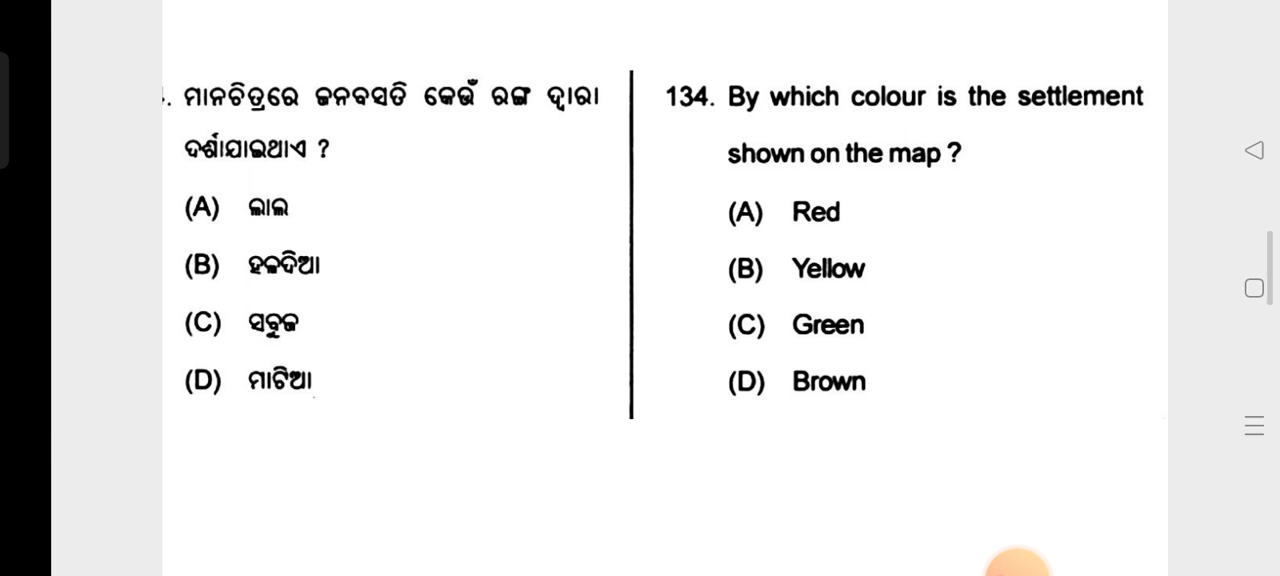 . ମାନଚିତ୍ରରେ ଜନବସତି କେଉଁ ରଙ୍ଗ ଦ୍ୱାରା
ଦର୍ଶାଯାଇଥାଏ ?
(A) ଲାଲ
(B) ହଳଦିଆ
(C) ସବୁଜ
(D) ମାଟିଆ
134. By which colour is the settlement
shown on the map ?
(A) Red
(B) Yellow
(C) Green
(D) Brown